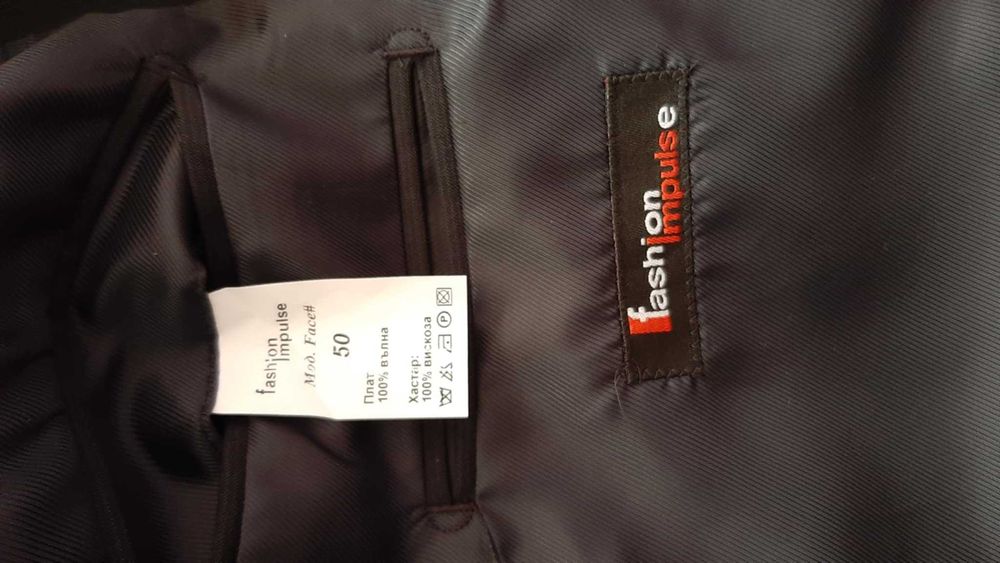 fashion
Impulse
Мод. Face#
50
Плат
100% вълна
Хастар:
100% вискоза
P
fashion
Impulse